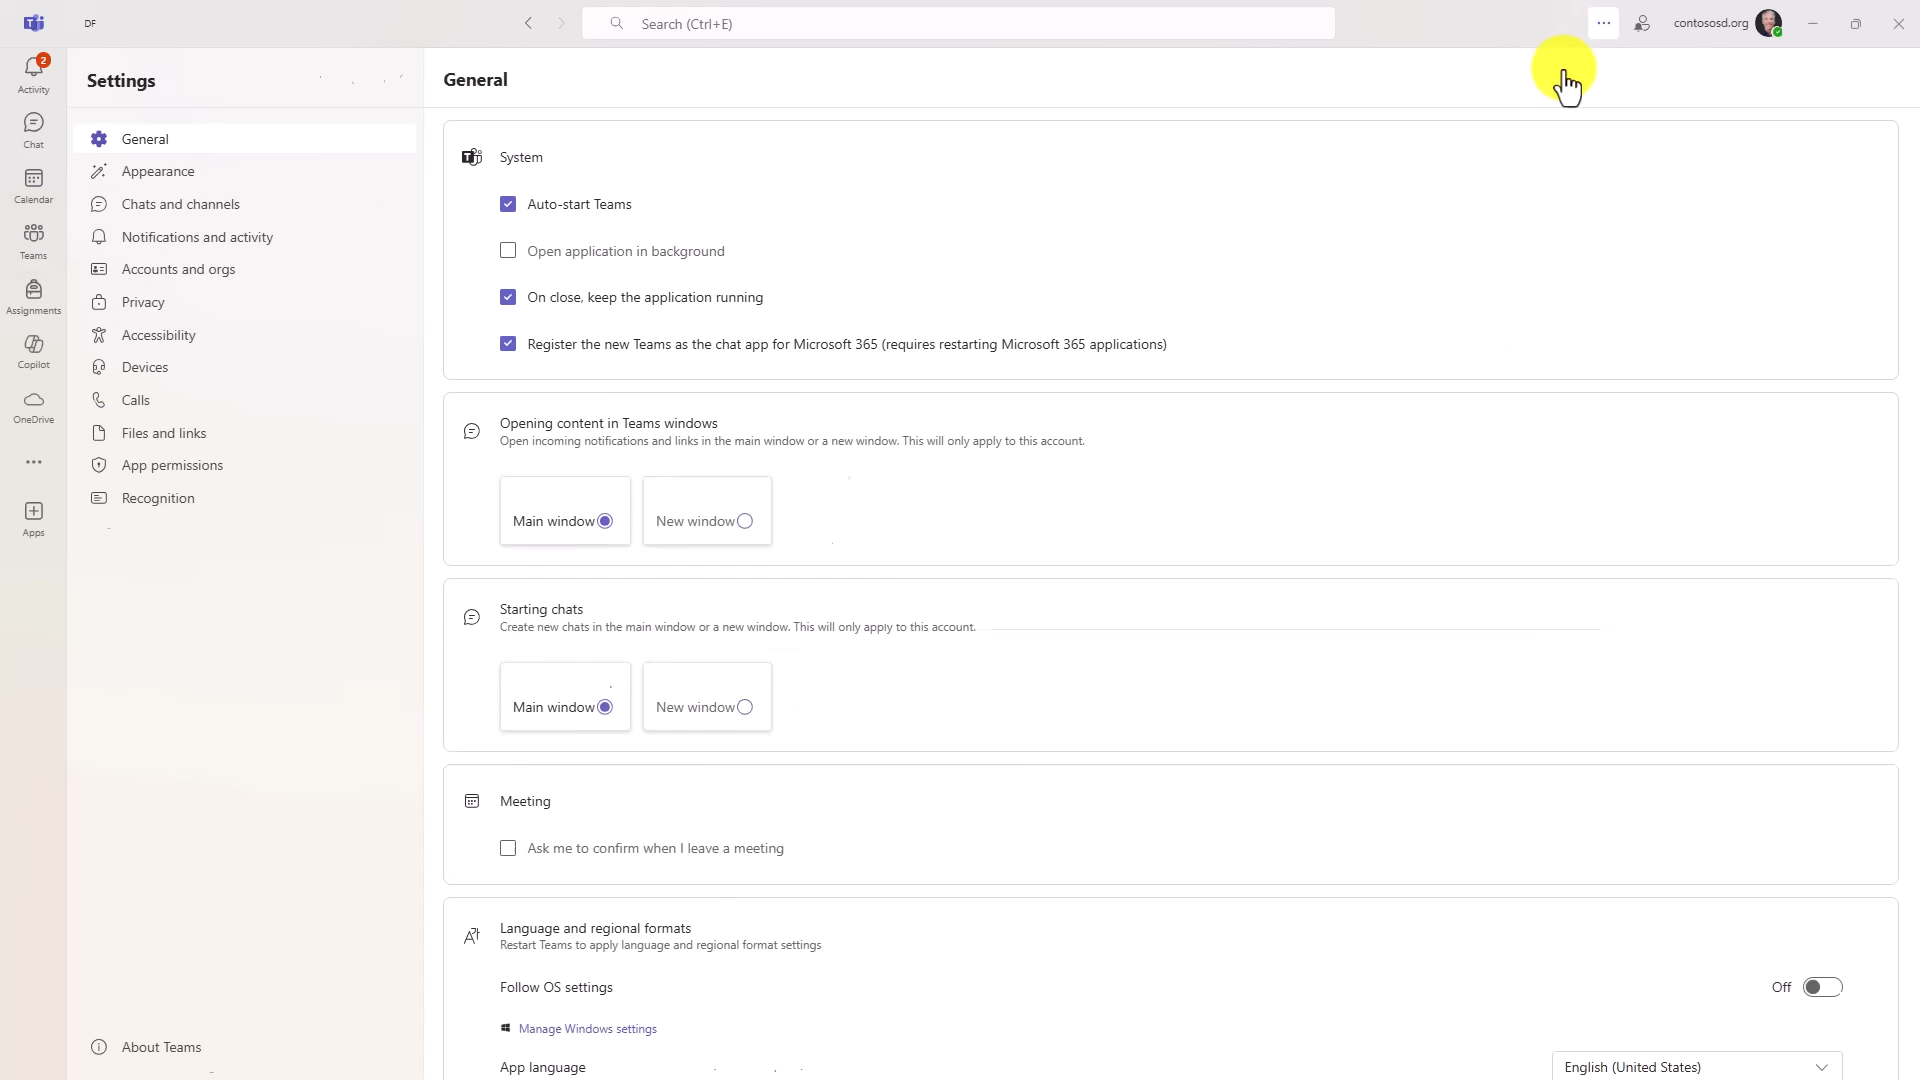 DF
Search (Ctrl+E)
contososd.org
2
Activity
Chat
Calendar
Teams
Assignments
Copilot
OneDrive
Apps
Settings
General
Appearance
Chats and channels
Notifications and activity
Accounts and orgs
Privacy
Accessibility
Devices
Calls
Files and links
App permissions
Recognition
About Teams
General
System
Auto-start Teams
Open application in background
On close, keep the application running
Register the new Teams as the chat app for Microsoft 365 (requires restarting Microsoft 365 applications)
Opening content in Teams windows
Open incoming notifications and links in the main window or a new window. This will only apply to this account.
Main window
New window
Starting chats
Create new chats in the main window or a new window. This will only apply to this account.
Main window
New window
Meeting
Ask me to confirm when I leave a meeting
Language and regional formats
Restart Teams to apply language and regional format settings
Follow OS settings
Off
Manage Windows settings
App language
English (United States)